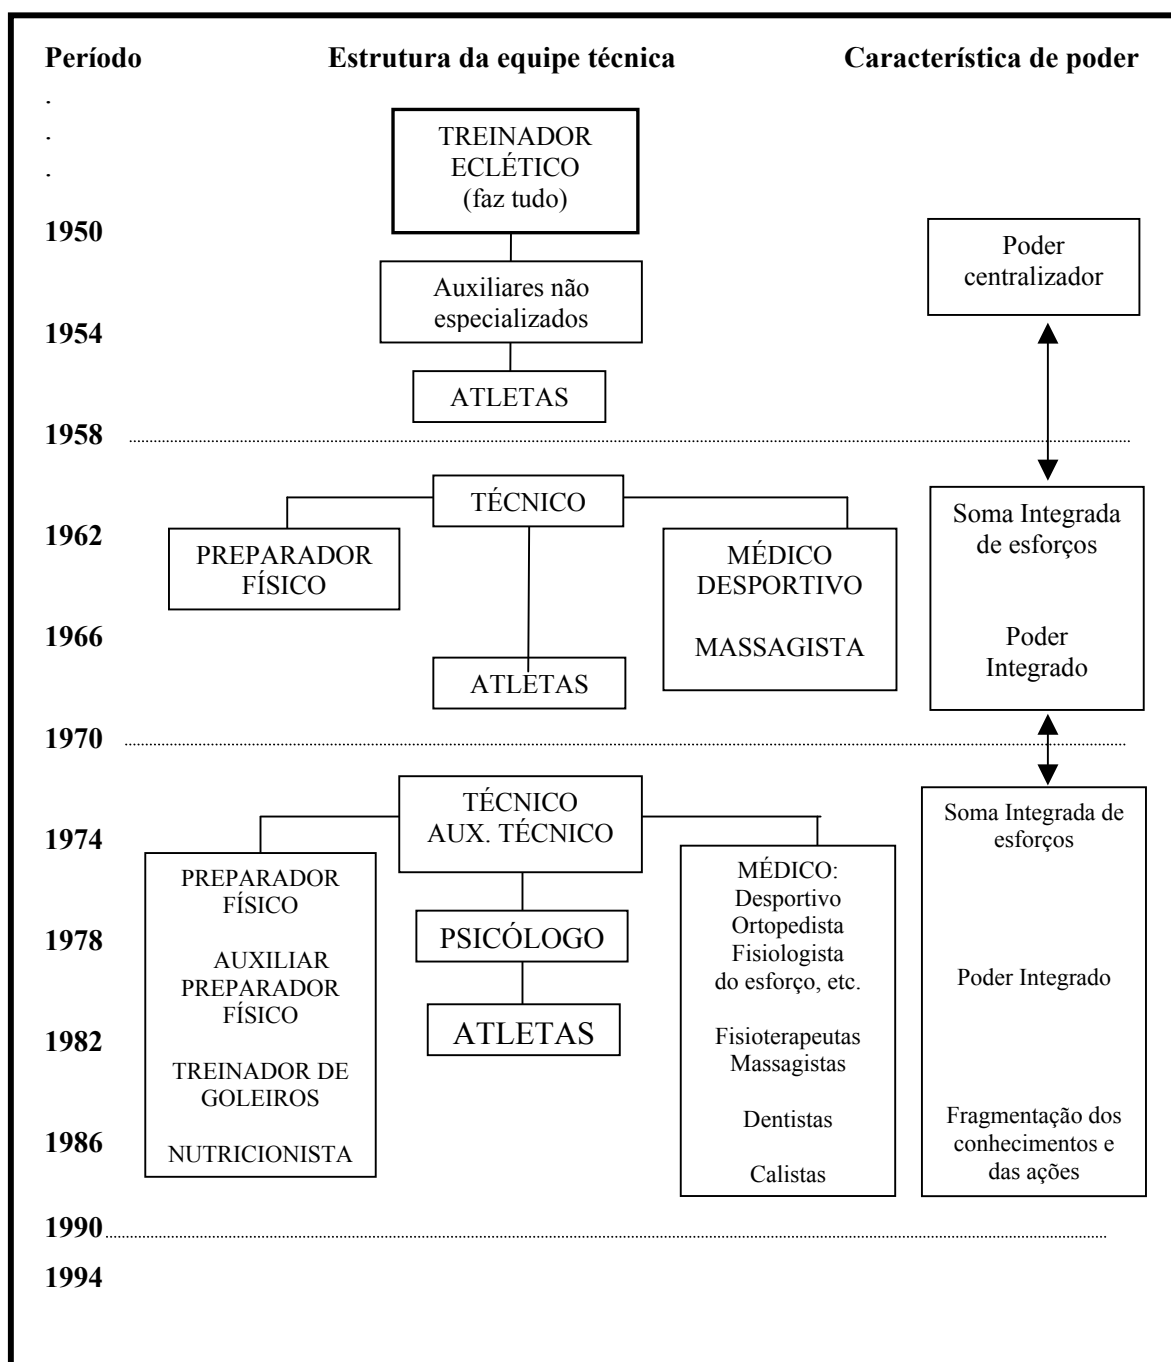 Período Estrutura da equipe técnica Característica de poder
.
.
.
TREINADOR
ECLÉTICO
(faz tudo)
1950
Auxiliares não
especializados
Poder
centralizador
1954
ATLETAS
1958
TÉCNICO
1962
PREPARADOR
FÍSICO
MÉDICO
DESPORTIVO
MASSAGISTA
Soma Integrada
de esforços
Poder
Integrado
1966
ATLETAS
1970
TÉCNICO
AUX. TÉCNICO
1974
PREPARADOR
FÍSICO
AUXILIAR
PREPARADOR
FÍSICO
TREINADOR DE
GOLEIROS
NUTRICIONISTA
1978
PSICÓLOGO
ATLETAS
MÉDICO:
Desportivo
Ortopedista
Fisiologista
do esforço, etc.
Fisioterapeutas
Massagistas
Dentistas
Calistas
Soma Integrada de
esforços
Poder Integrado
Fragmentação dos
conhecimentos e
das ações
1982
1986
1990
1994